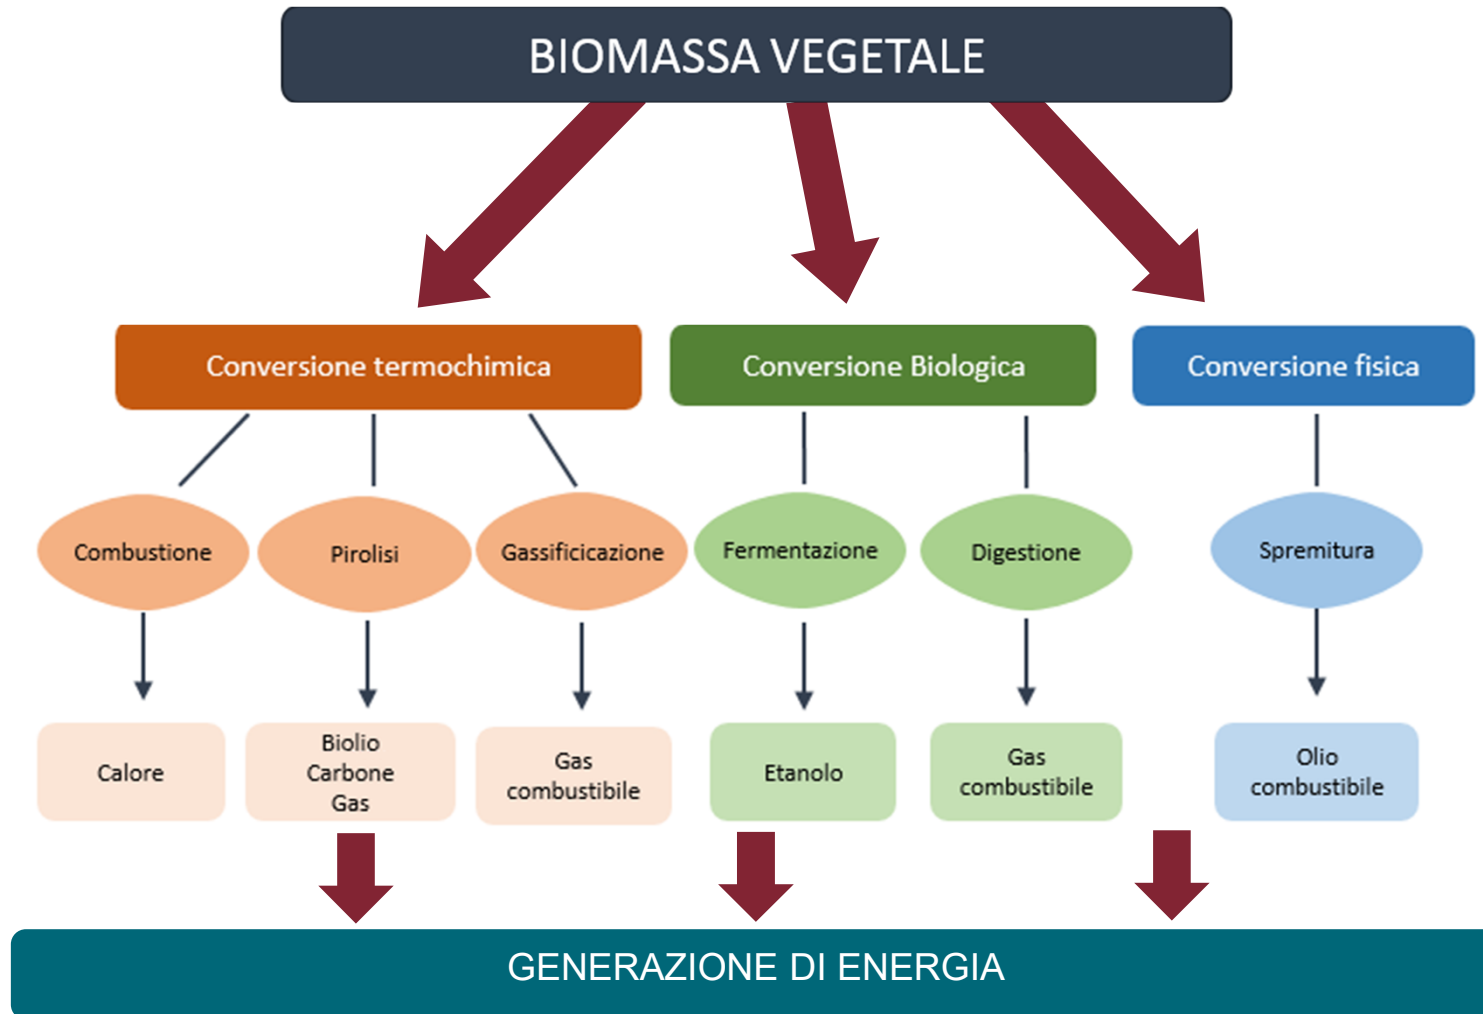 BIOMASSA VEGETALE
Conversione termochimica
Conversione Biologica
Conversione fisica
Combustione
Pirolisi
Gassificicazione
Fermentazione
Digestione
Spremitura
Calore
Biolio
Carbone
Gas
Gas
combustibile
Etanolo
Gas
combustibile
Olio
combustibile
GENERAZIONE DI ENERGIA